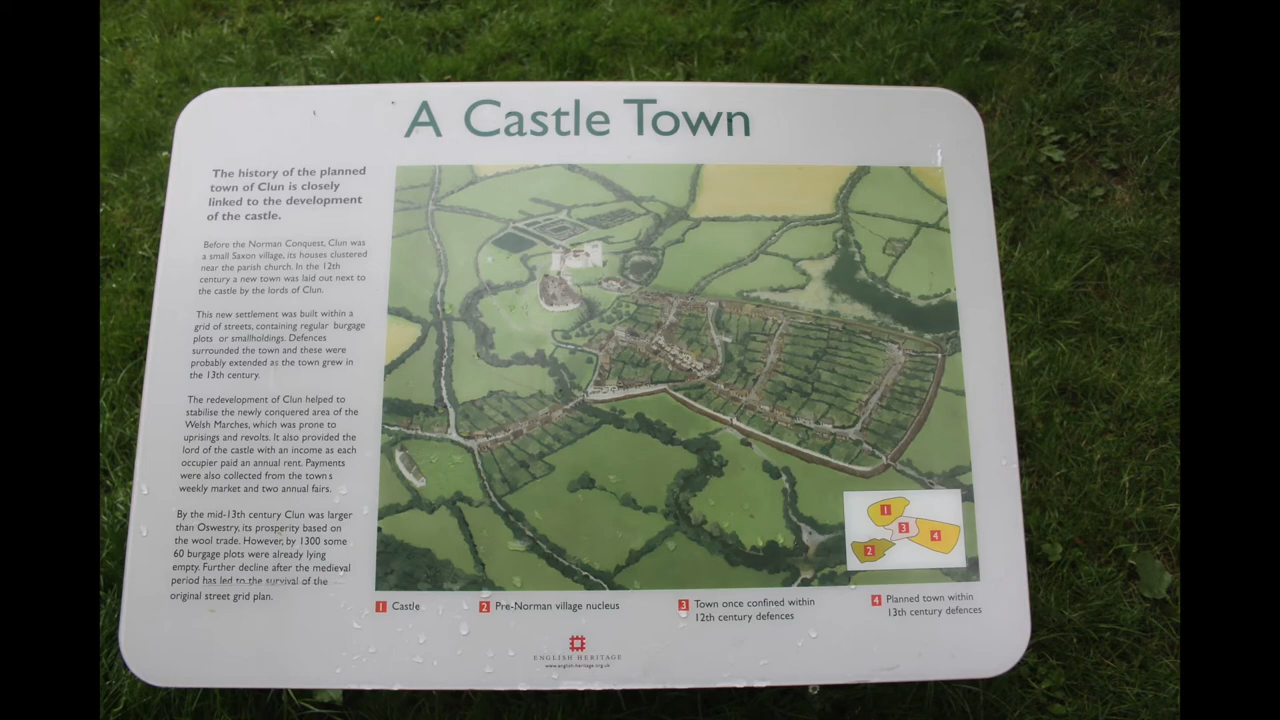 A Castle Town
The history of the planned
town of Clun is closely
linked to the development
of the castle.
Before the Norman Conquest, Clun was
a small Saxon village, its houses clustered
near the parish church. In the 12th
century a new town was laid out next to
the castle by the lords of Clun.
This new settlement was built within a
grid of streets, containing regular burgage
plots or smallholdings. Defences
surrounded the town and these were
probably extended as the town grew in
the 13th century.
The redevelopment of Clun helped to
stabilise the newly conquered area of the
Welsh Marches, which was prone to
uprisings and revolts. It also provided the
lord of the castle with an income as each
occupier paid an annual rent. Payments
were also collected from the town's
weekly market and two annual fairs.
By the mid-13th century Clun was larger
than Oswestry, its prosperity based on
the wool trade. However, by 1300 some
60 burgage plots were already lying
empty. Further decline after the medieval
period has led to the survival of the
original street grid plan.
1
3
4
2
1 Castle
2 Pre-Norman village nucleus
3 Town once confined within
12th century defences
4 Planned town within
13th century defences
ENGLISH HERITAGE
www.english-heritage.org.uk